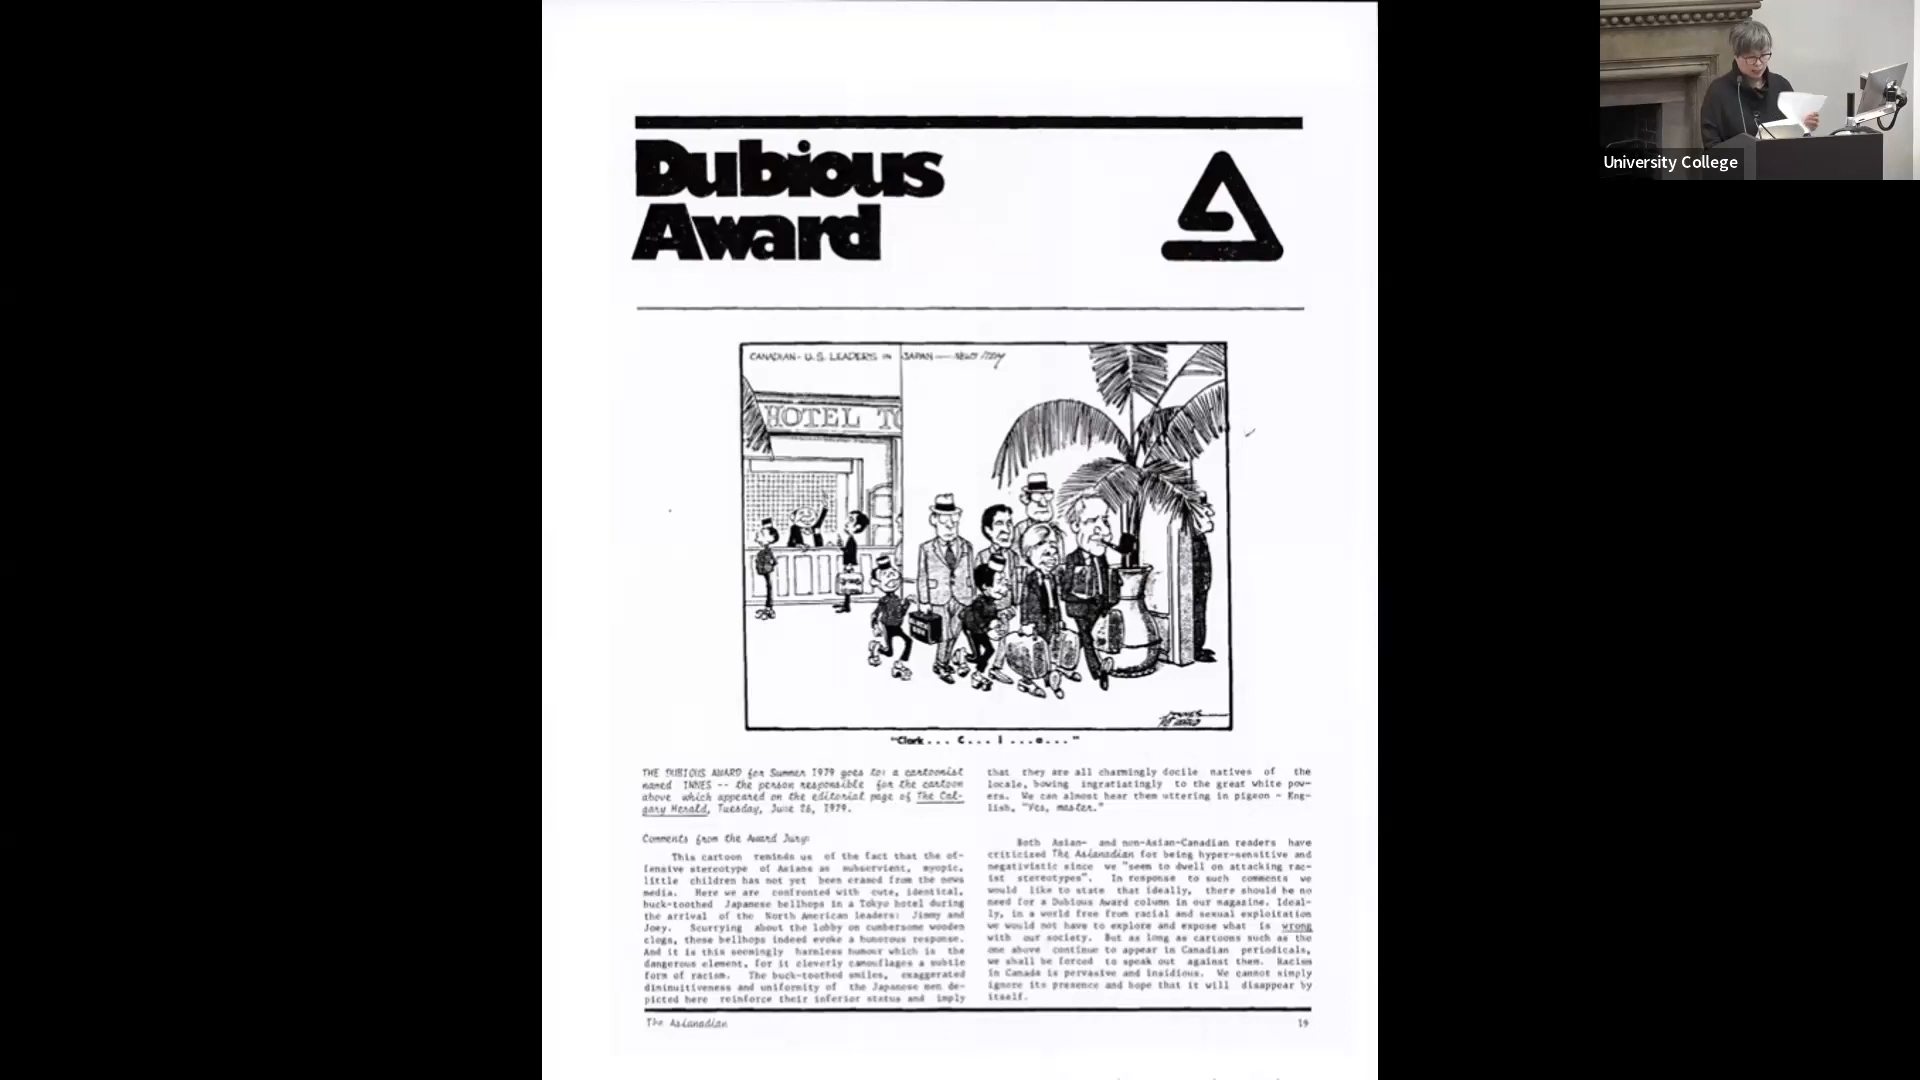 University College
Dubious
Award
CANADIAN-U.S. LEADERS IN JAPAN — NEWS ITEM
HOTEL TO
"Clark... C... l...a..."
THE DUBIOUS AWARD for Summer 1979 goes to: a cartoonist
named INNES -- the person responsible for the cartoon
above which appeared on the editorial page of The Cal-
gary Herald, Tuesday, June 26, 1979.
Comments from the Award Jury:
This cartoon reminds us of the fact that the of-
fensive stereotype of Asians as subservient, myopic,
little children has not yet been erased from the news
media. Here we are confronted with cute, identical,
buck-toothed Japanese bellhops in a Tokyo hotel during
the arrival of the North American leaders: Jimmy and
Joey. Scurrying about the lobby on cumbersome wooden
clogs, these bellhops indeed evoke a humorous response.
And it is this seemingly harmless humour which is the
dangerous element, for it cleverly camouflages a subtle
form of racism. The buck-toothed smiles, exaggerated
diminutiveness and uniformity of the Japanese men de-
picted here reinforce their inferior status and imply
that they are all charmingly docile natives of the
locale, bowing ingratiatingly to the great white pow-
ers. We can almost hear them uttering in pigeon - Eng-
lish, "Yes, master."
Both Asian- and non-Asian-Canadian readers have
criticized The Asianadian for being hyper-sensitive and
negativistic since we "seem to dwell on attacking rac-
ist stereotypes". In response to such comments we
would like to state that ideally, there should be no
need for a Dubious Award column in our magazine. Ideal-
ly, in a world free from racial and sexual exploitation
we would not have to explore and expose what is wrong
with our society. But as long as cartoons such as the
one above continue to appear in Canadian periodicals,
we shall be forced to speak out against them. Racism
in Canada is pervasive and insidious. We cannot simply
ignore its presence and hope that it will disappear by
itself.
The Asianadian
19